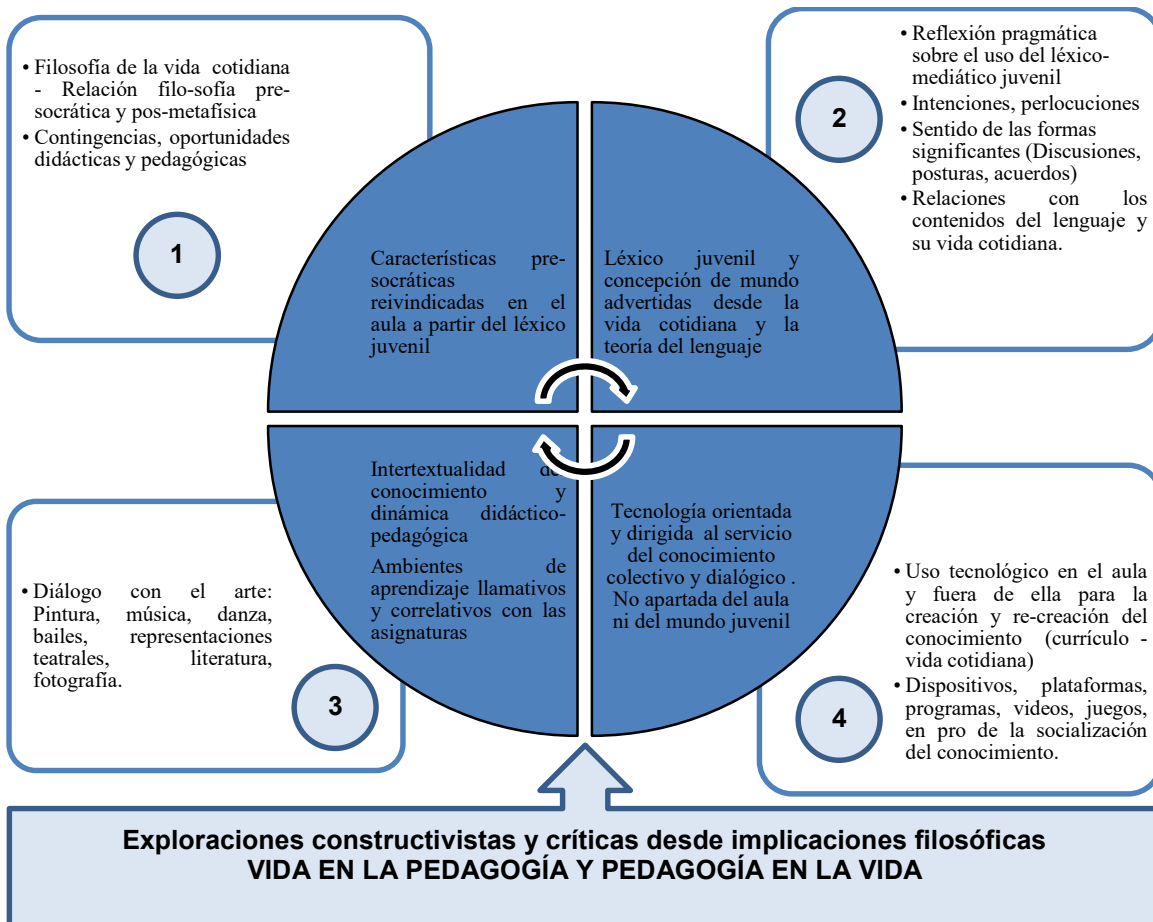 • Filosofía de la vida cotidiana
- Relación filo-sofía pre-
socrática y pos-metafísica
• Contingencias, oportunidades
didácticas y pedagógicas
1
• Reflexión pragmática
sobre el uso del léxico-
mediático juvenil
• Intenciones, perlocuciones
• Sentido de las formas
significantes (Discusiones,
posturas, acuerdos)
• Relaciones con los
contenidos del lenguaje y
su vida cotidiana.
2
Características pre-
socráticas
reivindicadas en el
aula a partir del léxico
juvenil
Léxico juvenil y
concepción de mundo
advertidas desde la
vida cotidiana y la
teoría del lenguaje
Intertextualidad de
conocimiento y
dinámica didáctico-
pedagógica
Ambientes de
aprendizaje llamativos
y correlativos con las
asignaturas
Tecnología orientada
y dirigida al servicio
del conocimiento
colectivo y dialógico .
No apartada del aula
ni del mundo juvenil
• Diálogo con el arte:
Pintura, música, danza,
bailes, representaciones
teatrales, literatura,
fotografía.
3
• Uso tecnológico en el aula
y fuera de ella para la
creación y re-creación del
conocimiento (currículo -
vida cotidiana)
• Dispositivos, plataformas,
programas, videos, juegos,
en pro de la socialización
del conocimiento.
4
Exploraciones constructivistas y críticas desde implicaciones filosóficas
VIDA EN LA PEDAGOGÍA Y PEDAGOGÍA EN LA VIDA